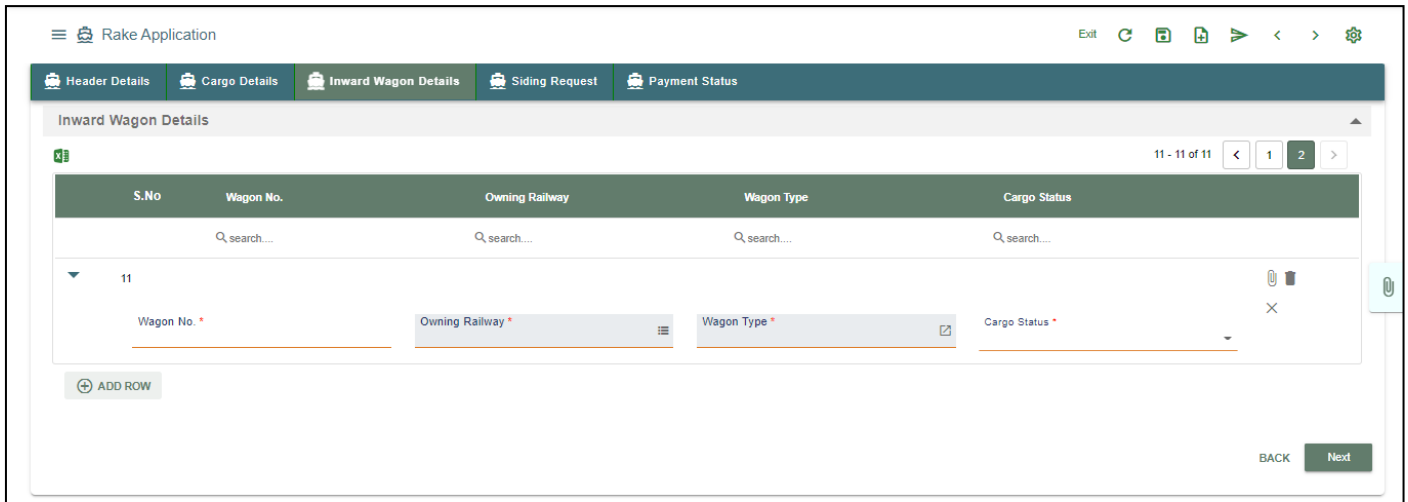 Rake Application
Exit
Header Details Cargo Details Inward Wagon Details Siding Request Payment Status
Inward Wagon Details
11 - 11 of 11 1 2
S.No Wagon No. Owning Railway Wagon Type Cargo Status
search.... search.... search.... search....
11
Wagon No. * Owning Railway * Wagon Type * Cargo Status *
ADD ROW
BACK Next